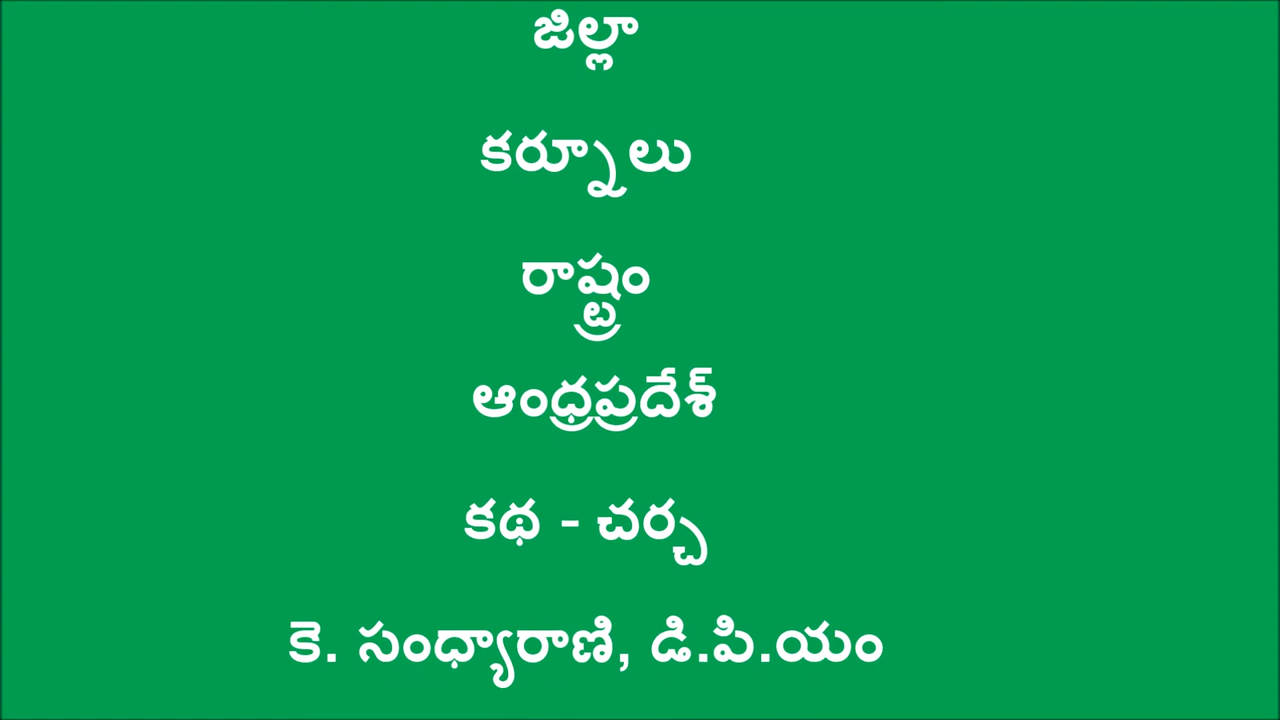 జిల్లా
కర్నూలు
రాష్ట్రం
ఆంధ్రప్రదేశ్
కథ - చర్చ
కె. సంధ్యారాణి, డి.పి.యం